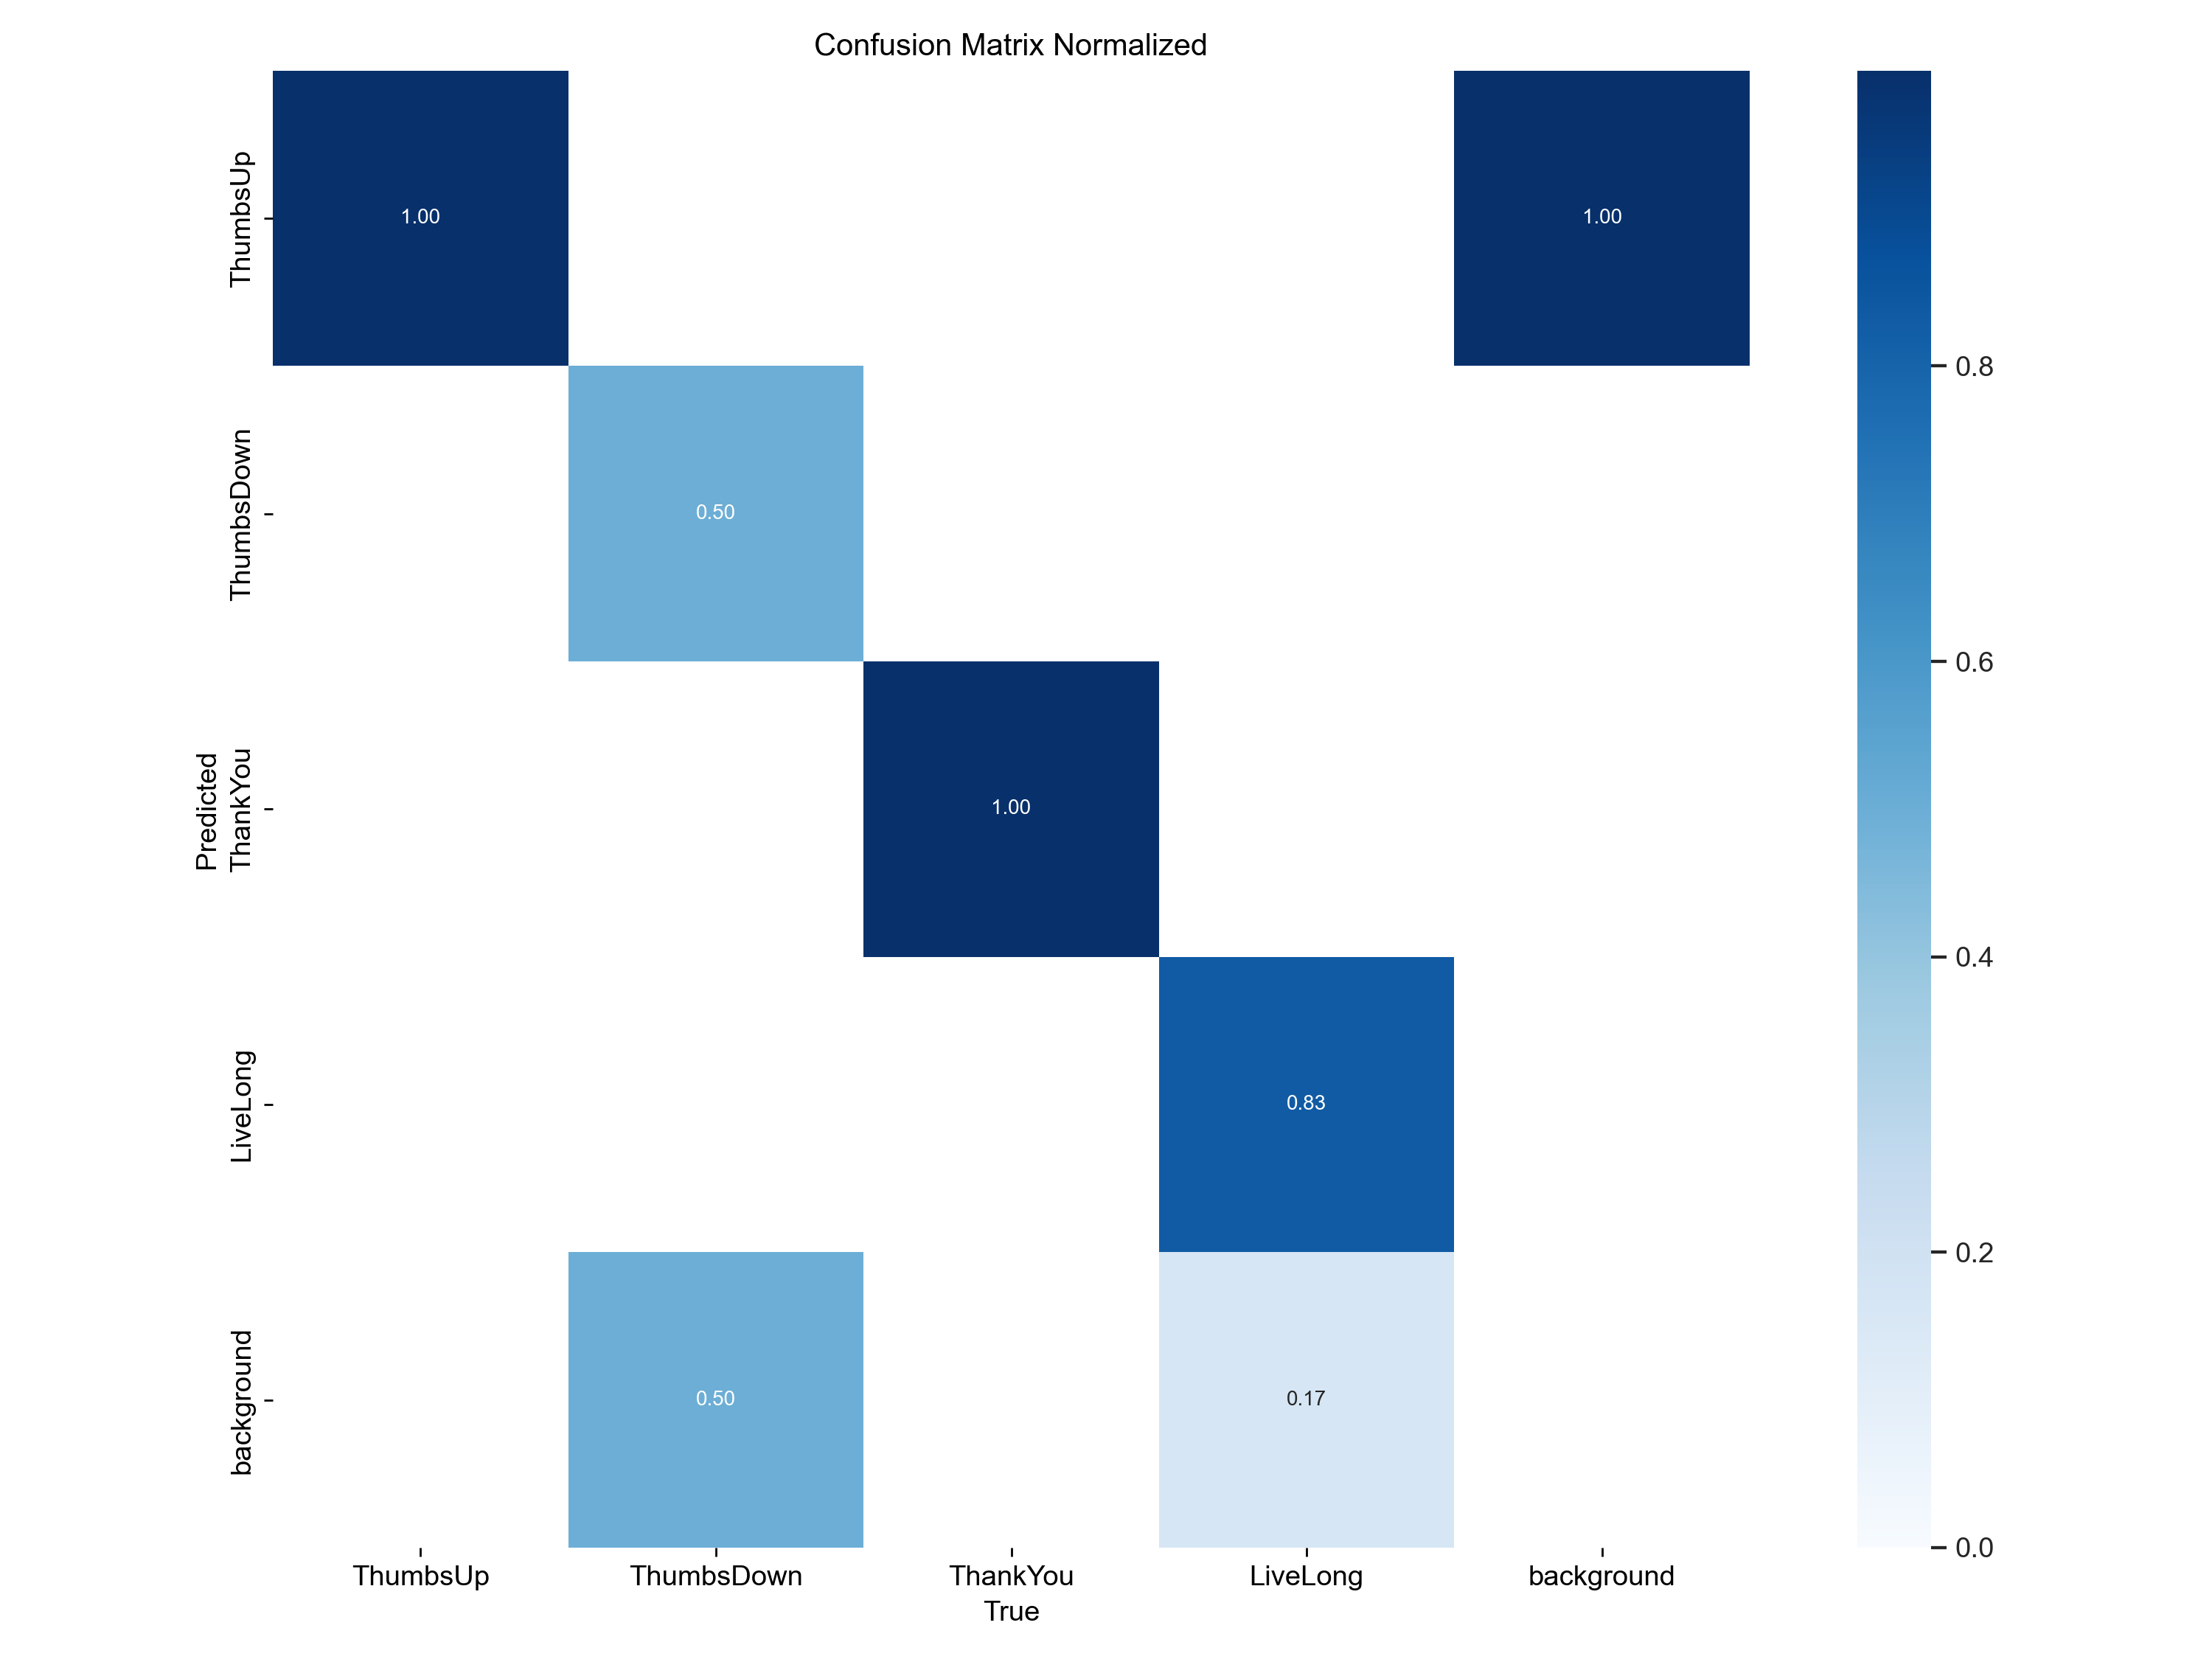 Confusion Matrix Normalized
ThumbsUp
1.00
1.00
0.8
ThumbsDown
0.50
0.6
Predicted
ThankYou
1.00
0.4
LiveLong
0.83
0.2
background
0.50
0.17
0.0
ThumbsUp ThumbsDown ThankYou LiveLong background
True